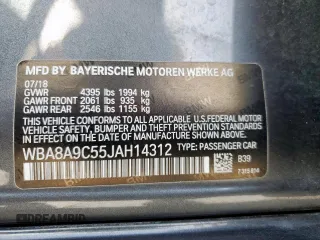 MFD BY BAYERISCHE MOTOREN WERKE AG
07/18
GVWR 4395 lbs 1994 kg
GAWR FRONT 2061 lbs 935 kg
GAWR REAR 2546 lbs 1155 kg
THIS VEHICLE CONFORMS TO ALL APPLICABLE U.S.FEDERAL MOTOR
VEHICLE SAFETY, BUMPER,AND THEFT PREVENTION STANDARDS IN
EFFECT ON THE DATE OF MANUFACTURE SHOWN ABOVE.
WBA8A9C55JAH14312 TYPE: PASSENGER CAR
B39